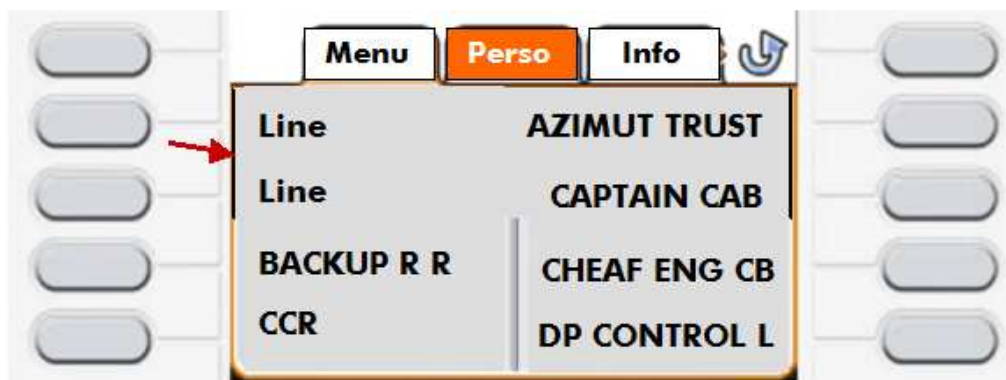 Menu Perso Info
Line AZIMUT TRUST
Line CAPTAIN CAB
BACKUP R R CHEAF ENG CB
CCR DP CONTROL L